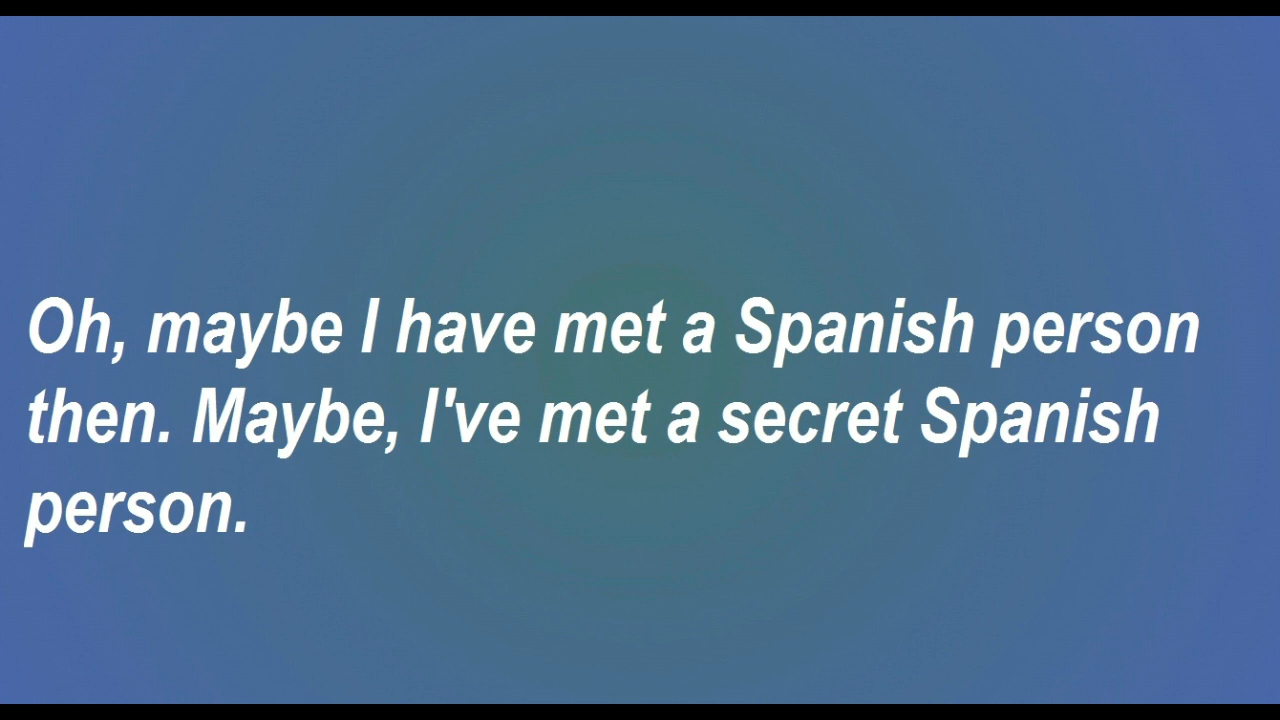 Oh, maybe I have met a Spanish person
then. Maybe, I've met a secret Spanish
person.